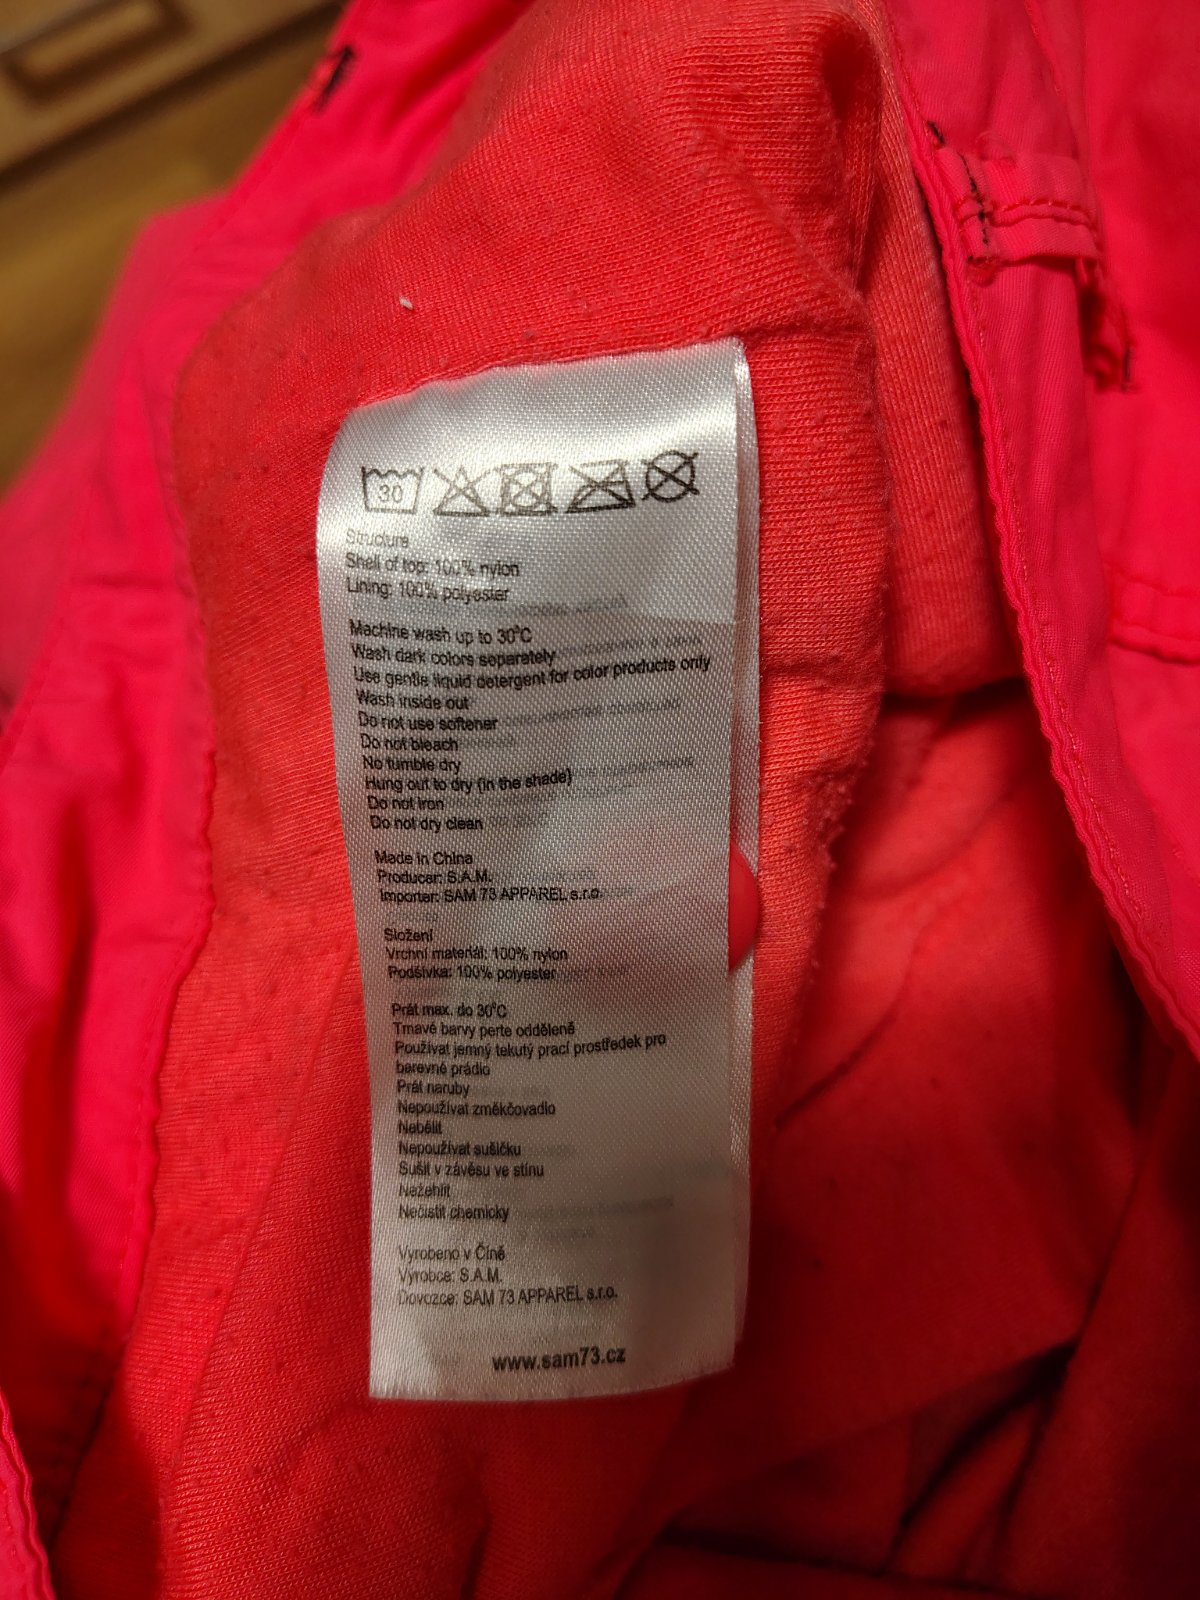 30
Structure
Shell of top: 100% nylon
Lining: 100% polyester
Machine wash up to 30°C
Wash dark colors separately
Use gentle liquid detergent for color products only
Wash inside out
Do not use softener
Do not bleach
No tumble dry
Hung out to dry (in the shade)
Do not iron
Do not dry clean
Made in China
Producer: S.A.M.
Importer: SAM 73 APPAREL s.r.o.
Složení
Vrchní materiál: 100% nylon
Podšívka: 100% polyester
Prát max. do 30°C
Tmavé barvy perte odděleně
Používat jemný tekutý prací prostředek pro
barevné prádlo
Prát naruby
Nepoužívat změkčovadlo
Nebělit
Nepoužívat sušičku
Sušit v závěsu ve stínu
Nežehlit
Nečistit chemicky
Vyrobeno v Číně
Výrobce: S.A.M.
Dovozce: SAM 73 APPAREL s.r.o.
www.sam73.cz